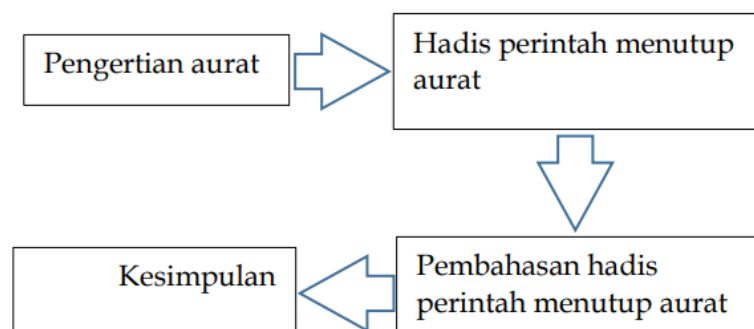 Pengertian aurat
Hadis perintah menutup
aurat
Pembahasan hadis
perintah menutup aurat
Kesimpulan